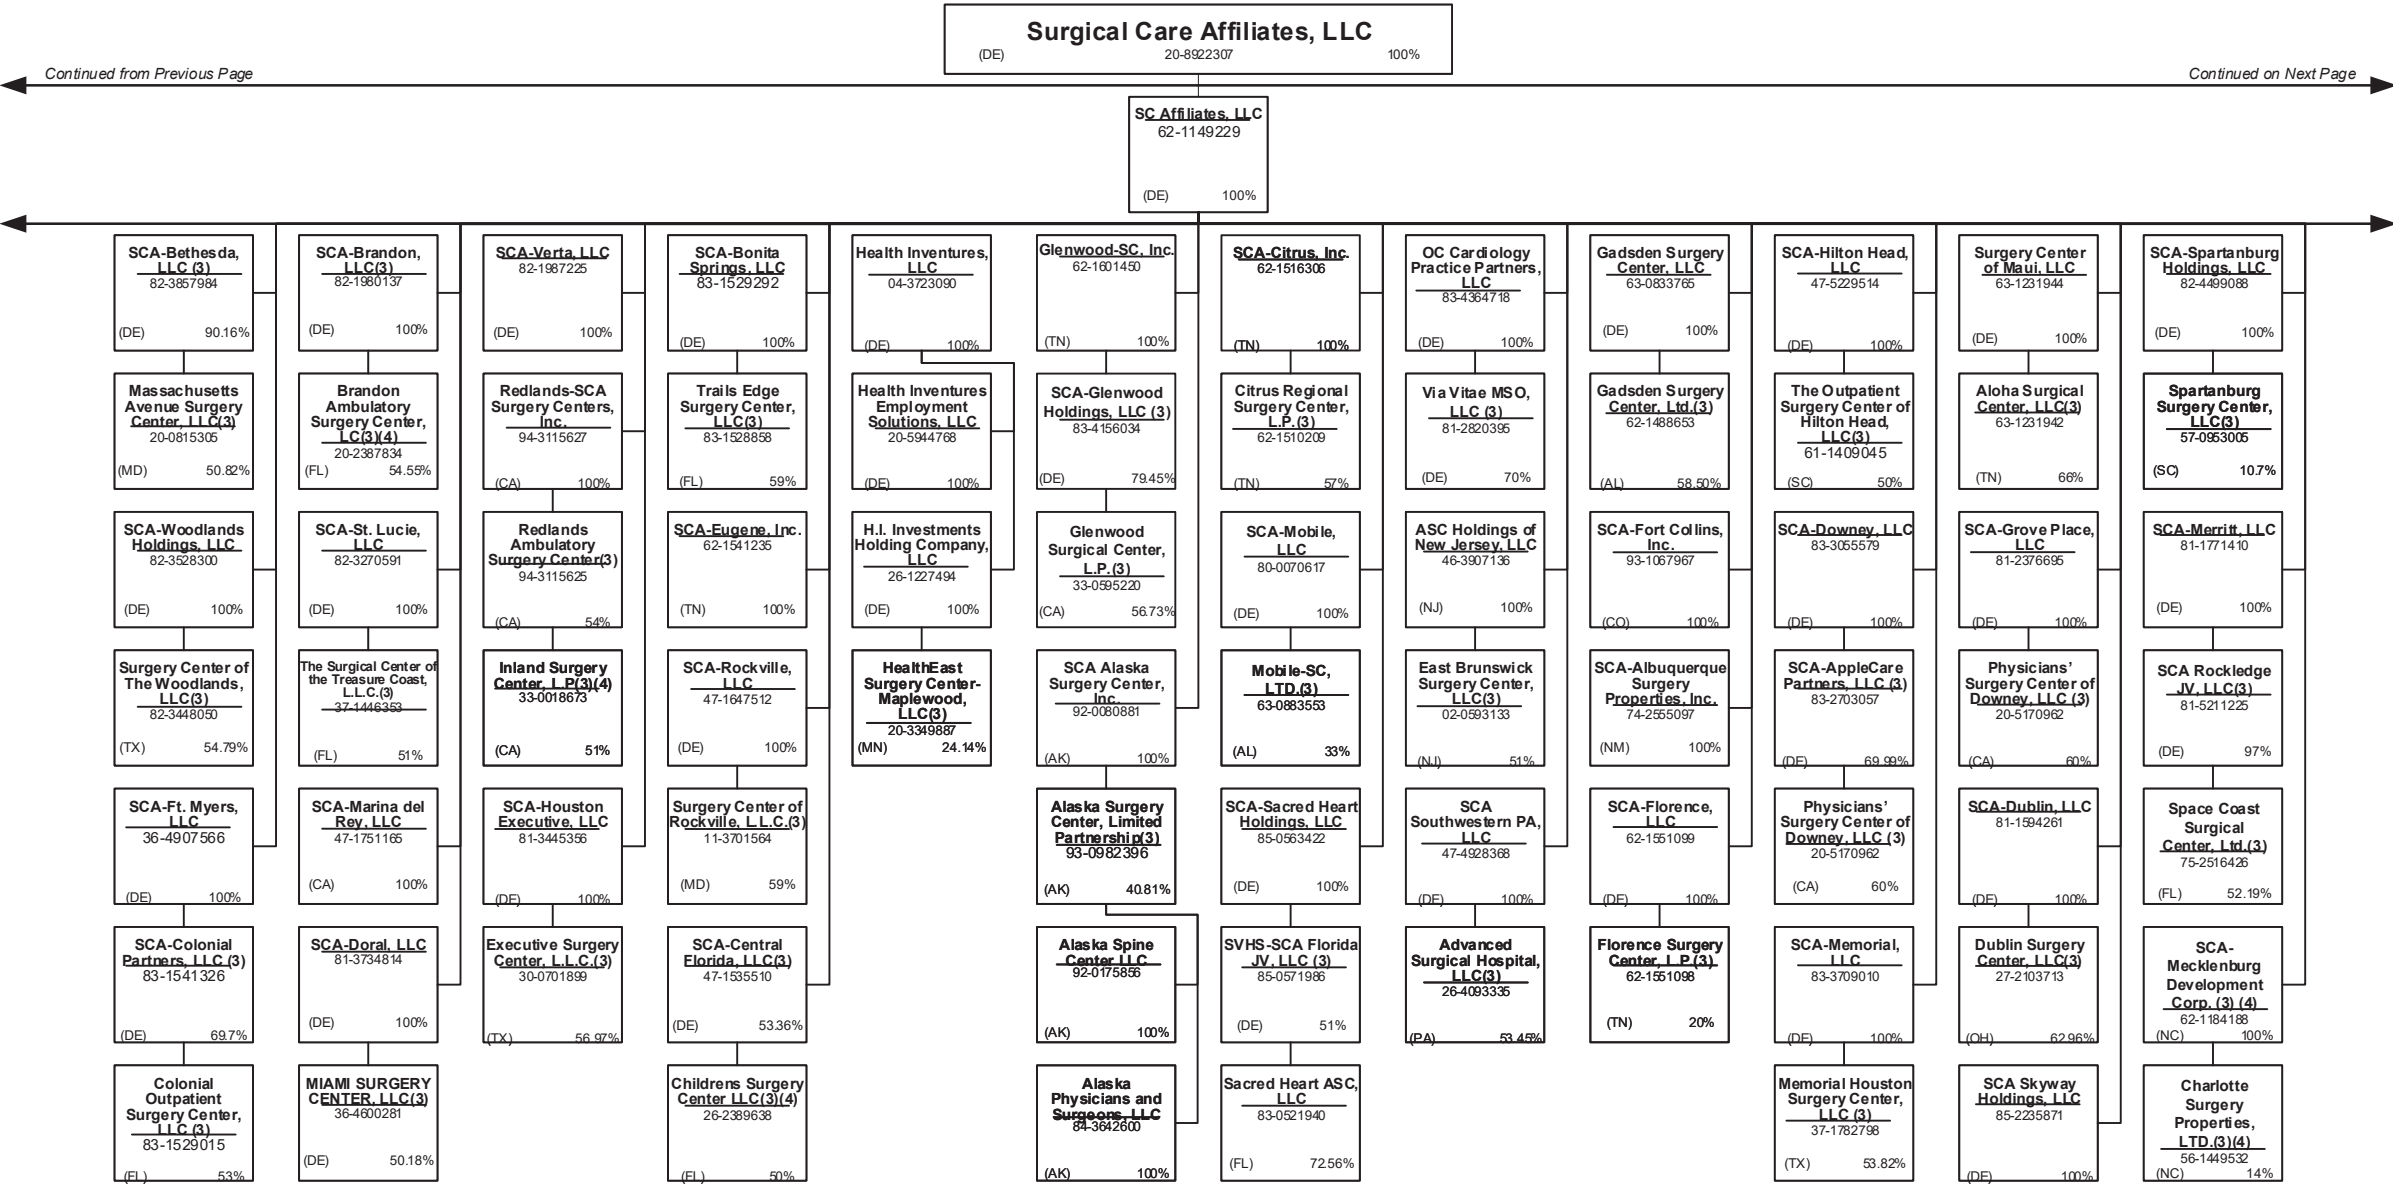 Surgical Care Affiliates, LLC
(DE) 20-8922307 100%
Continued from Previous Page
Continued on Next Page
SC Affiliates, LLC
62-1149229
(DE) 100%
SCA-Bethesda,
LLC (3)
82-3857984
(DE) 90.16%
Massachusetts
Avenue Surgery
Center, LLC(3)
20-0815305
(MD) 50.82%
SCA-Woodlands
Holdings, LLC
82-3528300
(DE) 100%
Surgery Center of
The Woodlands,
LLC(3)
82-3448050
(TX) 54.79%
SCA-Ft. Myers,
LLC
36-4907566
(DE) 100%
SCA-Colonial
Partners, LLC (3)
83-1541326
(DE) 69.7%
Colonial
Outpatient
Surgery Center,
LLC (3)
83-1529015
(FL) 53%
SCA-Brandon,
LLC(3)
82-1980137
(DE) 100%
Brandon
Ambulatory
Surgery Center,
LC(3)(4)
20-2387834
(FL) 54.55%
SCA-St. Lucie,
LLC
82-3270591
(DE) 100%
The Surgical Center of
the Treasure Coast,
L.L.C.(3)
37-1446353
(FL) 51%
SCA-Marina del
Rey, LLC
47-1751165
(CA) 100%
SCA-Doral, LLC
81-3734814
(DE) 100%
MIAMI SURGERY
CENTER, LLC(3)
36-4600281
(DE) 50.18%
SCA-Verta, LLC
82-1987225
(DE) 100%
Redlands-SCA
Surgery Centers,
Inc.
94-3115627
(CA) 100%
Redlands
Ambulatory
Surgery Center(3)
94-3115625
(CA) 54%
Inland Surgery
Center, L.P(3)(4)
33-0018673
(CA) 51%
SCA-Houston
Executive, LLC
81-3445356
(DE) 100%
Executive Surgery
Center, L.L.C.(3)
30-0701899
(TX) 56.97%
SCA-Bonita
Springs, LLC
83-1529292
(DE) 100%
Trails Edge
Surgery Center,
LLC(3)
83-1528858
(FL) 59%
SCA-Eugene, Inc.
62-1541235
(TN) 100%
SCA-Rockville,
LLC
47-1647512
(DE) 100%
Surgery Center of
Rockville, L.L.C.(3)
11-3701564
(MD) 59%
SCA-Central
Florida, LLC(3)
47-1535510
(DE) 53.36%
Childrens Surgery
Center LLC(3)(4)
26-2389638
(FL) 50%
Health Inventures,
LLC
04-3723090
(DE) 100%
Health Inventures
Employment
Solutions, LLC
20-5944768
(DE) 100%
H.I. Investments
Holding Company,
LLC
26-1227494
(DE) 100%
HealthEast
Surgery Center-
Maplewood,
LLC(3)
20-3349887
(MN) 24.14%
Glenwood-SC, Inc.
62-1601450
(TN) 100%
SCA-Glenwood
Holdings, LLC (3)
83-4156034
(DE) 79.45%
Glenwood
Surgical Center,
L.P.(3)
33-0595220
(CA) 56.73%
SCA Alaska
Surgery Center,
Inc.
92-0080881
(AK) 100%
Alaska Surgery
Center, Limited
Partnership(3)
93-0982396
(AK) 40.81%
Alaska Spine
Center LLC
92-0175856
(AK) 100%
Alaska
Physicians and
Surgeons, LLC
84-3642600
(AK) 100%
SCA-Citrus, Inc.
62-1516306
(TN) 100%
Citrus Regional
Surgery Center,
L.P.(3)
62-1510209
(TN) 57%
SCA-Mobile,
LLC
80-0070617
(DE) 100%
Mobile-SC,
LTD.(3)
63-0883553
(AL) 33%
SCA-Sacred Heart
Holdings, LLC
85-0563422
(DE) 100%
SVHS-SCA Florida
JV, LLC (3)
85-0571986
(DE) 51%
Sacred Heart ASC,
LLC
83-0521940
(FL) 72.56%
OC Cardiology
Practice Partners,
LLC
83-4364718
(DE) 100%
Via Vitae MSO,
LLC (3)
81-2820395
(DE) 70%
ASC Holdings of
New Jersey, LLC
46-3907136
(NJ) 100%
East Brunswick
Surgery Center,
LLC(3)
02-0593133
(NJ) 51%
SCA
Southwestern PA,
LLC
47-4928368
(DE) 100%
Advanced
Surgical Hospital,
LLC(3)
26-4093335
(PA) 53.45%
Gadsden Surgery
Center, LLC
63-0833765
(DE) 100%
Gadsden Surgery
Center, Ltd.(3)
62-1488653
(AL) 58.50%
SCA-Fort Collins,
Inc.
93-1067967
(CO) 100%
SCA-Albuquerque
Surgery
Properties, Inc.
74-2555097
(NM) 100%
SCA-Florence,
LLC
62-1551099
(DE) 100%
Florence Surgery
Center, L.P.(3)
62-1551098
(TN) 20%
SCA-Hilton Head,
LLC
47-5229514
(DE) 100%
The Outpatient
Surgery Center of
Hilton Head,
LLC(3)
61-1409045
(SC) 50%
SCA-Downey, LLC
83-3055579
(DE) 100%
SCA-AppleCare
Partners, LLC (3)
83-2703057
(DE) 69.99%
Physicians'
Surgery Center of
Downey, LLC (3)
20-5170962
(CA) 60%
SCA-Memorial,
LLC
83-3709010
(DE) 100%
Memorial Houston
Surgery Center,
LLC (3)
37-1782798
(TX) 53.82%
Surgery Center
of Maui, LLC
63-1231944
(DE) 100%
Aloha Surgical
Center, LLC(3)
63-1231942
(TN) 66%
SCA-Grove Place,
LLC
81-2376695
(DE) 100%
Physicians'
Surgery Center of
Downey, LLC (3)
20-5170962
(CA) 60%
SCA-Dublin, LLC
81-1594261
(DE) 100%
Dublin Surgery
Center, LLC(3)
27-2103713
(OH) 62.96%
SCA Skyway
Holdings, LLC
85-2235871
(DE) 100%
SCA-Spartanburg
Holdings, LLC
82-4499088
(DE) 100%
Spartanburg
Surgery Center,
LLC(3)
57-0953005
(SC) 10.7%
SCA-Merritt, LLC
81-1771410
(DE) 100%
SCA Rockledge
JV, LLC(3)
81-5211225
(DE) 97%
Space Coast
Surgical
Center, Ltd.(3)
75-2516426
(FL) 52.19%
SCA-
Mecklenburg
Development
Corp. (3) (4)
62-1184188
(NC) 100%
Charlotte
Surgery
Properties,
LTD.(3)(4)
56-1449532
(NC) 14%